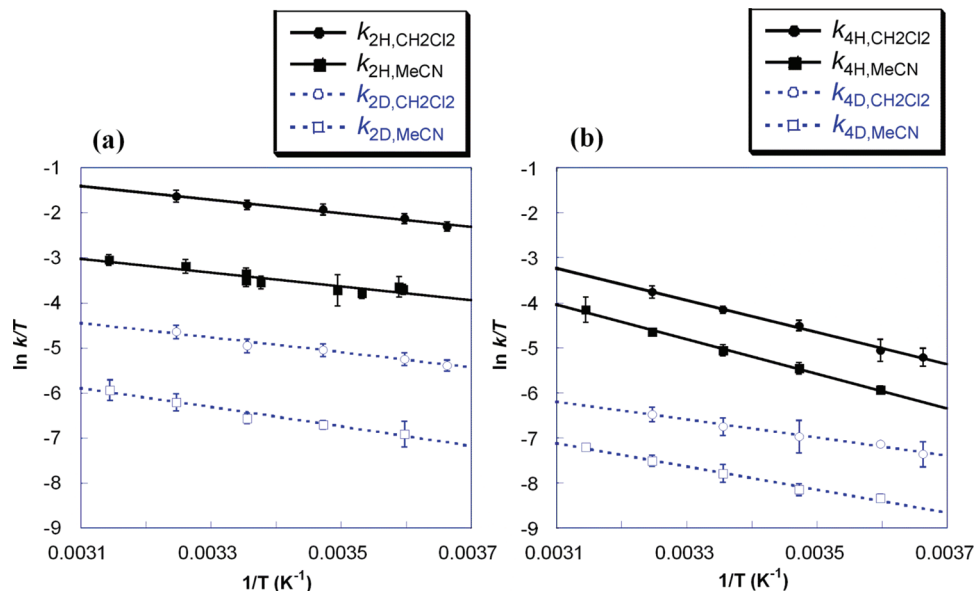 k2H,CH2Cl2
k2H,MeCN
k2D,CH2Cl2
k2D,MeCN
k4H,CH2Cl2
k4H,MeCN
k4D,CH2Cl2
k4D,MeCN
(a)
(b)
-1
-2
-3
-4
-5
-6
-7
-8
-9
ln k/T
0.0031 0.0033 0.0035 0.0037
1/T (K-1)
-1
-2
-3
-4
-5
-6
-7
-8
-9
ln k/T
0.0031 0.0033 0.0035 0.0037
1/T (K-1)